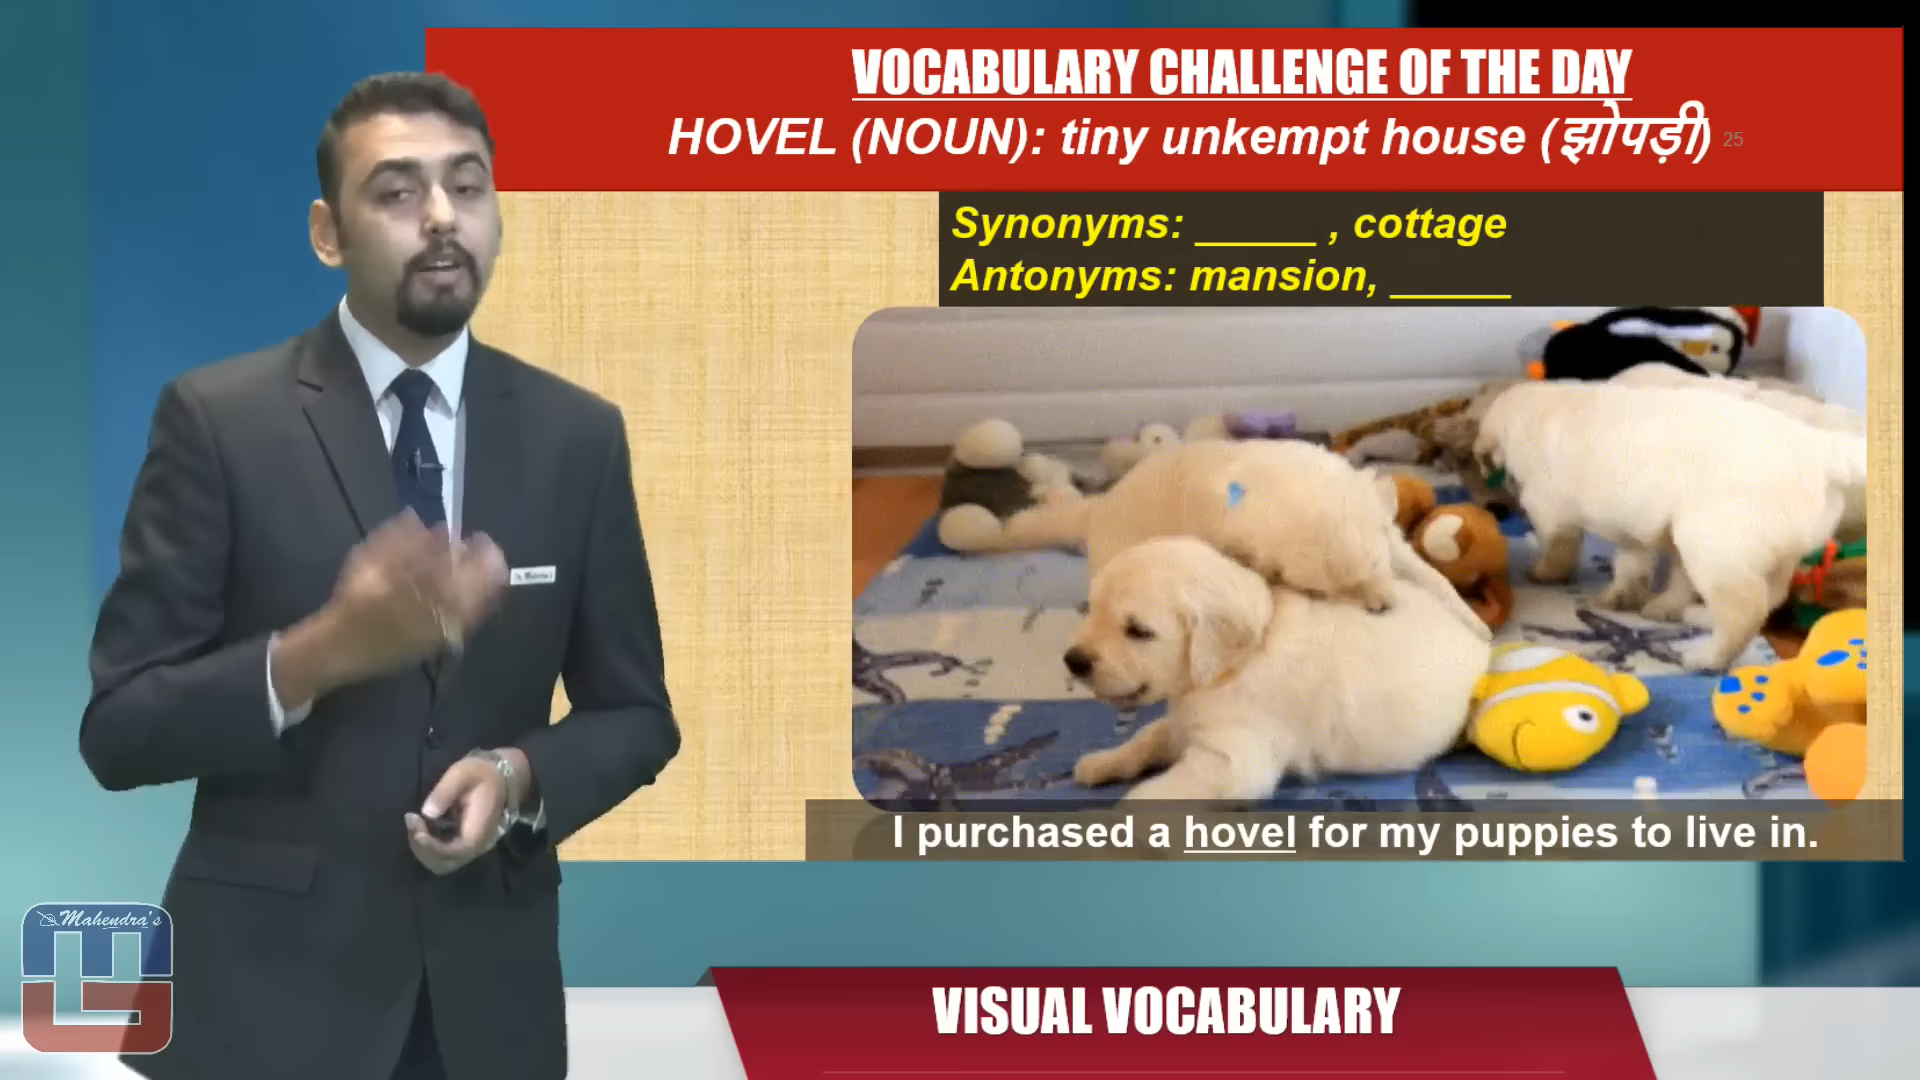 VOCABULARY CHALLENGE OF THE DAY
HOVEL (NOUN): tiny unkempt house (झोपड़ी) 25
Synonyms: _____ , cottage
Antonyms: mansion, _____
I purchased a hovel for my puppies to live in.
Mahendra's
VISUAL VOCABULARY